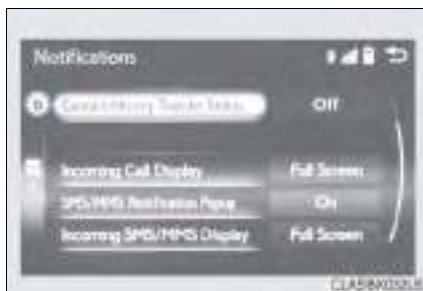 Notifications
Contact/History Transfer Status Off
Incoming Call Display Full Screen
SMS/MMS Notification Popup On
Incoming SMS/MMS Display Full Screen